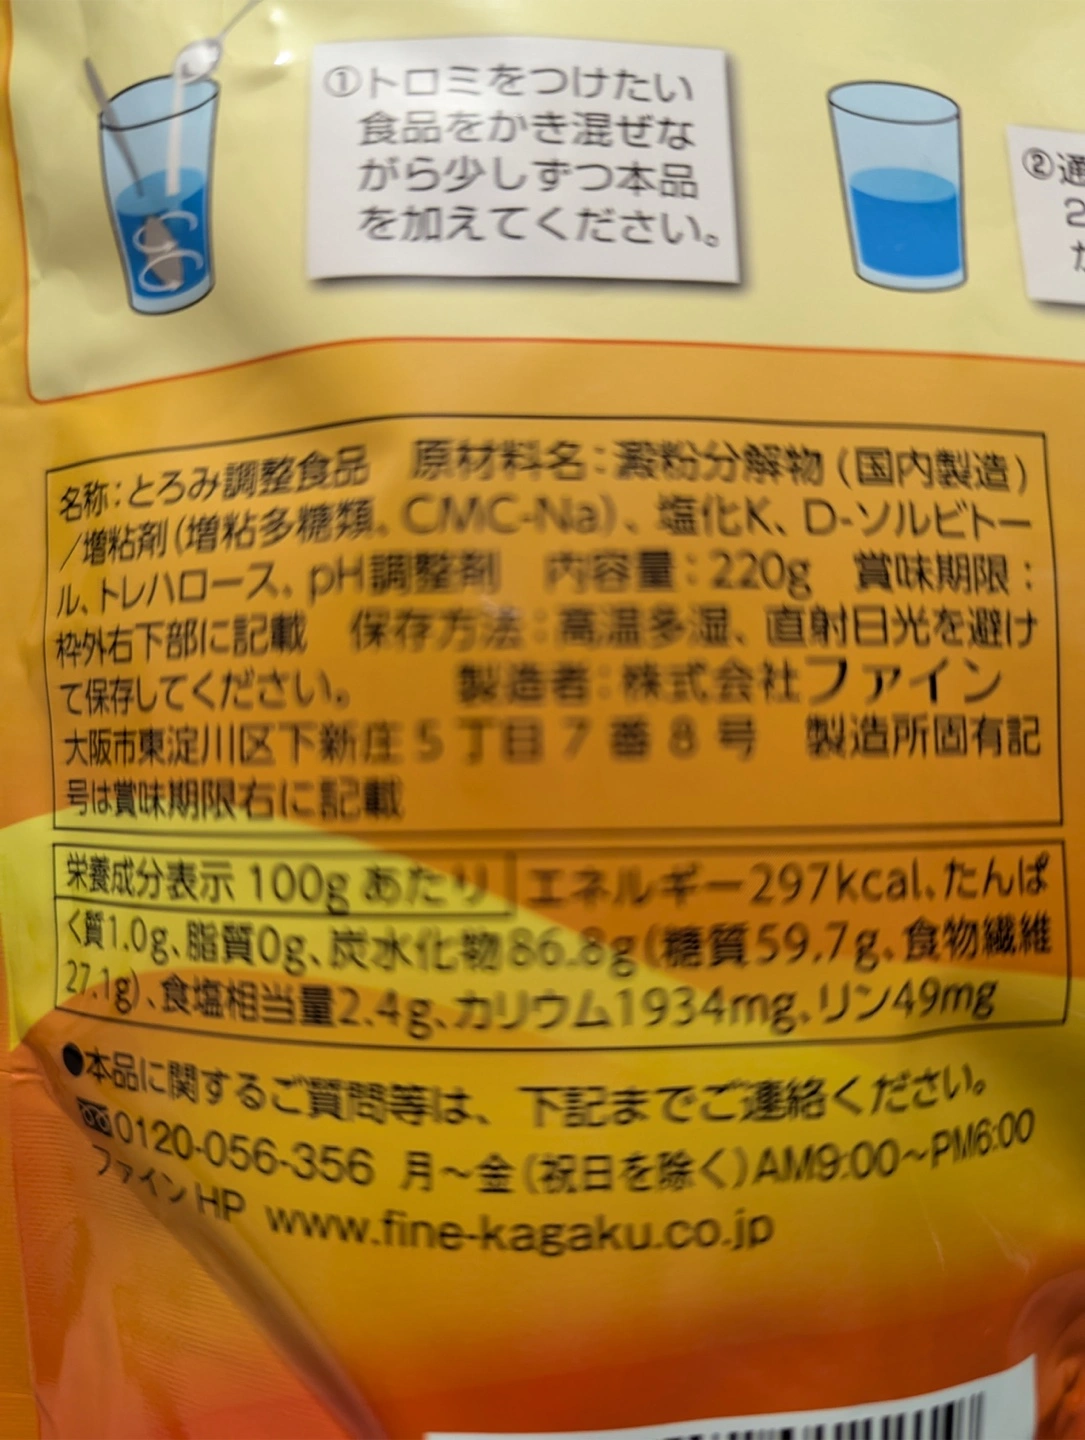 ①トロミをつけたい
食品をかき混ぜな
がら少しずつ本品
を加えてください。
②通
2
名称：とろみ調整食品　原材料名：澱粉分解物（国内製造）
/増粘剤（増粘多糖類、CMC-Na）、塩化K、D-ソルビトー
ル、トレハロース、pH調整剤　内容量：220g　賞味期限：
枠外右下部に記載　保存方法：高温多湿、直射日光を避け
て保存してください。　製造者：株式会社ファイン
大阪市東淀川区下新庄5丁目7番8号　製造所固有記
号は賞味期限右に記載
栄養成分表示 100gあたり エネルギー297kcal、たんぱ
く質1.0g、脂質0g、炭水化物86.8g（糖質59.7g、食物繊維
27.1g）、食塩相当量2.4g、カリウム1934mg、リン49mg
●本品に関するご質問等は、下記までご連絡ください。
0120-056-356 月～金（祝日を除く）AM9:00～PM6:00
ファインHP www.fine-kagaku.co.jp